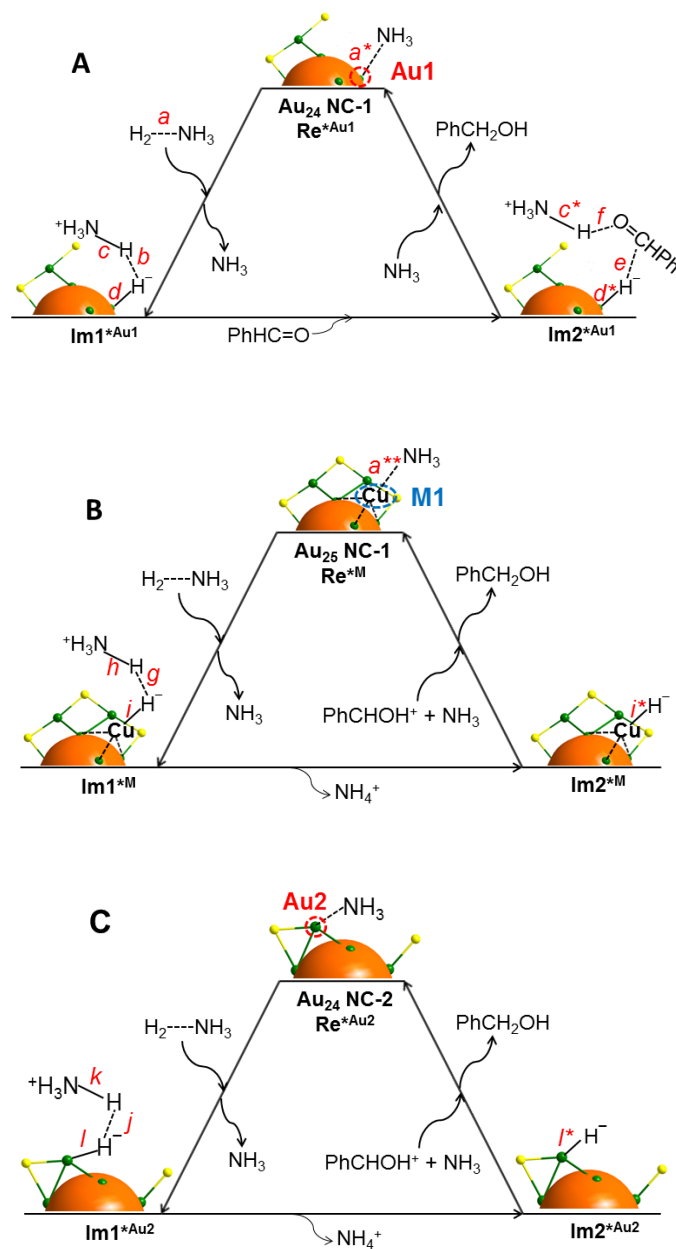 A
a*
NH₃
Au1
Au₂₄ NC-1
Re*ᴬᵘ¹
a
H₂----NH₃
NH₃
PhCH₂OH
NH₃
⁺H₃N
c
H
b
H⁻
d
Im1*ᴬᵘ¹
PhHC=O
⁺H₃N
c*
H
f
O=CHPh
e
d*
H⁻
Im2*ᴬᵘ¹
B
a**
NH₃
Cu
M1
Au₂₅ NC-1
Re*ᴹ
H₂----NH₃
NH₃
PhCH₂OH
PhCHOH⁺ + NH₃
⁺H₃N
h
H
g
H⁻
i
Cu
Im1*ᴹ
NH₄⁺
i*
H⁻
Cu
Im2*ᴹ
C
Au2
NH₃
Au₂₄ NC-2
Re*ᴬᵘ²
H₂----NH₃
NH₃
PhCH₂OH
PhCHOH⁺ + NH₃
⁺H₃N
k
H
j
l
H⁻
Im1*ᴬᵘ²
NH₄⁺
l*
H⁻
Im2*ᴬᵘ²